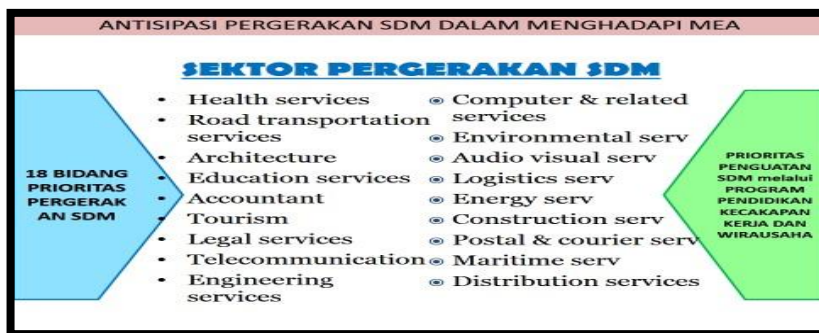 ANTISIPASI PERGERAKAN SDM DALAM MENGHADAPI MEA
SEKTOR PERGERAKAN SDM
18 BIDANG
PRIORITAS
PERGERAK
AN SDM
• Health services
• Road transportation
services
• Architecture
• Education services
• Accountant
• Tourism
• Legal services
• Telecommunication
• Engineering
services
Computer & related
services
Environmental serv
Audio visual serv
Logistics serv
Energy serv
Construction serv
Postal & courier serv
Maritime serv
Distribution services
PRIORITAS
PENGUATAN
SDM melalui
PROGRAM
PENDIDIKAN
KECAKAPAN
KERJA DAN
WIRAUSAHA